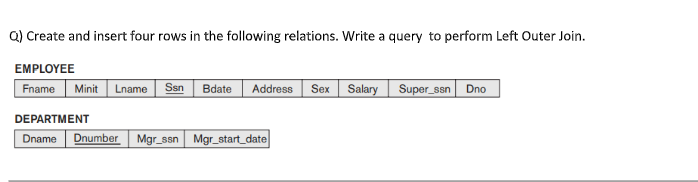 Q) Create and insert four rows in the following relations. Write a query to perform Left Outer Join.
EMPLOYEE
Fname Minit Lname Ssn Bdate Address Sex Salary Super_ssn Dno
DEPARTMENT
Dname Dnumber Mgr_ssn Mgr_start_date